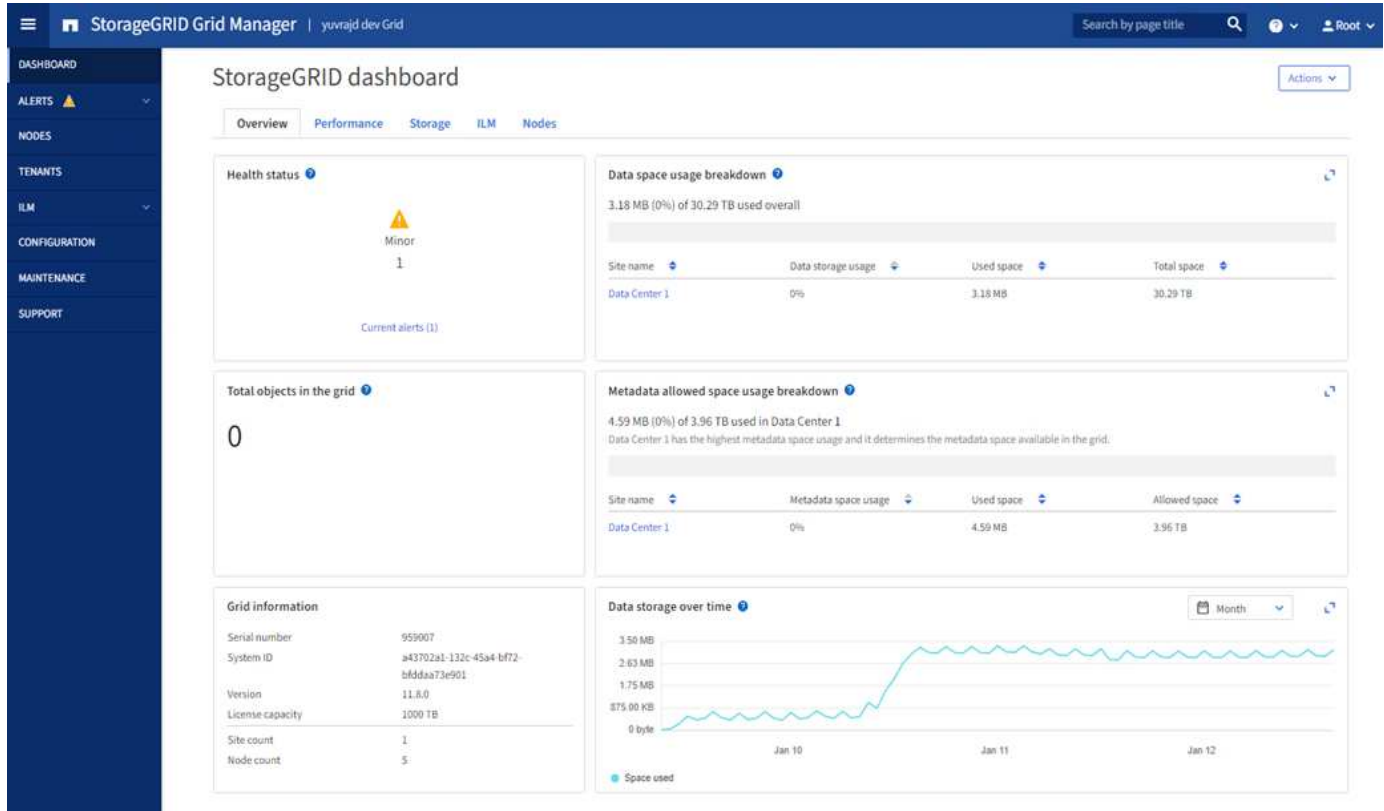 StorageGRID Grid Manager | yuvrajd dev Grid
Search by page title
Root
DASHBOARD
ALERTS
NODES
TENANTS
ILM
CONFIGURATION
MAINTENANCE
SUPPORT
StorageGRID dashboard
Actions
Overview Performance Storage ILM Nodes
Health status
Minor
1
Current alerts (1)
Data space usage breakdown
3.18 MB (0%) of 30.29 TB used overall
Site name Data storage usage Used space Total space
Data Center 1 0% 3.18 MB 30.29 TB
Total objects in the grid
0
Metadata allowed space usage breakdown
4.59 MB (0%) of 3.96 TB used in Data Center 1
Data Center 1 has the highest metadata space usage and it determines the metadata space available in the grid.
Site name Metadata space usage Used space Allowed space
Data Center 1 0% 4.59 MB 3.96 TB
Grid information
Serial number 959007
System ID a43702a1-132c-45a4-bf72-
bfddaa73e901
Version 11.8.0
License capacity 1000 TB
Site count 1
Node count 5
Data storage over time
Month
3.50 MB
2.63 MB
1.75 MB
875.00 KB
0 byte
Jan 10 Jan 11 Jan 12
Space used